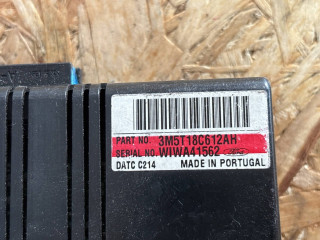 PART NO. 3M5T18C612AH
SERIAL NO. WIWA41562
DATC C214 MADE IN PORTUGAL